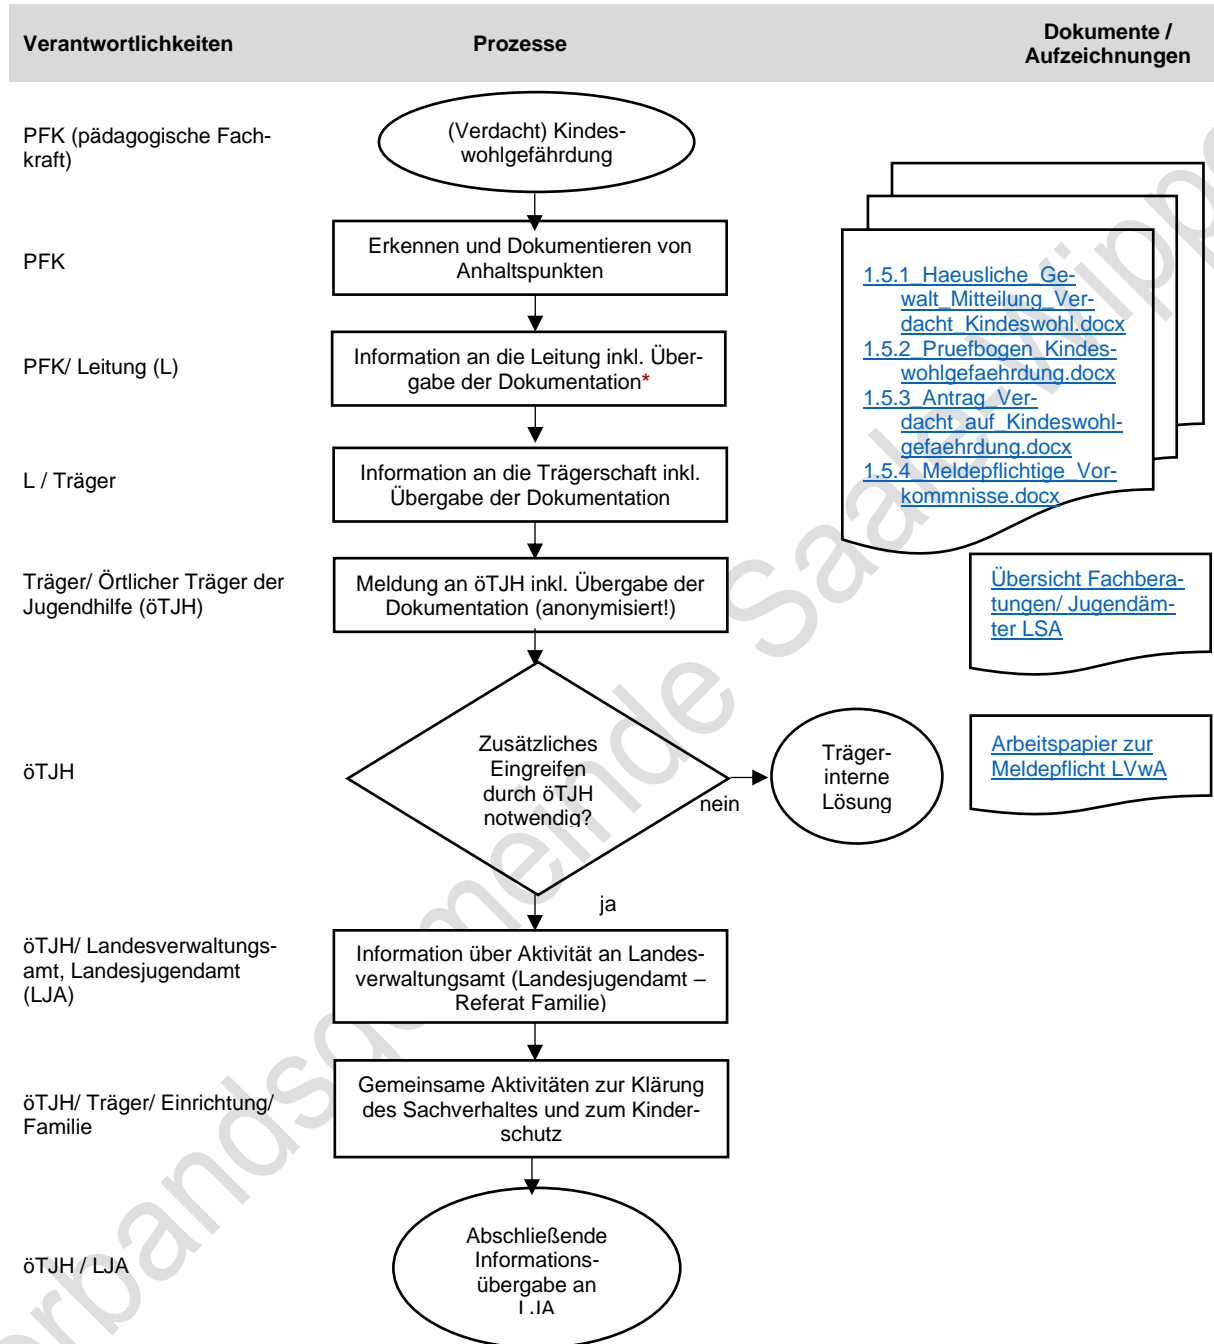 Verantwortlichkeiten
Prozesse
Dokumente /
Aufzeichnungen
PFK (pädagogische Fach-
kraft)
(Verdacht) Kindes-
wohlgefährdung
PFK
Erkennen und Dokumentieren von
Anhaltspunkten
1.5.1_Haeusliche_Ge-
walt_Mitteilung_Ver-
dacht_Kindeswohl.docx
1.5.2_Pruefbogen_Kindes-
wohlgefaehrdung.docx
1.5.3_Antrag_Ver-
dacht_auf_Kindeswohl-
gefaehrdung.docx
1.5.4_Meldepflichtige_Vor-
kommnisse.docx
PFK/ Leitung (L)
Information an die Leitung inkl. Über-
gabe der Dokumentation*
L / Träger
Information an die Trägerschaft inkl.
Übergabe der Dokumentation
Träger/ Örtlicher Träger der
Jugendhilfe (öTJH)
Meldung an öTJH inkl. Übergabe der
Dokumentation (anonymisiert!)
Übersicht Fachbera-
tungen/ Jugendäm-
ter LSA
öTJH
Zusätzliches
Eingreifen
durch öTJH
notwendig?
nein
Träger-
interne
Lösung
Arbeitspapier zur
Meldepflicht LVwA
ja
öTJH/ Landesverwaltungs-
amt, Landesjugendamt
(LJA)
Information über Aktivität an Landes-
verwaltungsamt (Landesjugendamt –
Referat Familie)
öTJH/ Träger/ Einrichtung/
Familie
Gemeinsame Aktivitäten zur Klärung
des Sachverhaltes und zum Kinder-
schutz
öTJH / LJA
Abschließende
Informations-
übergabe an
LJA
erbandsgemeinde Saale-Wipp